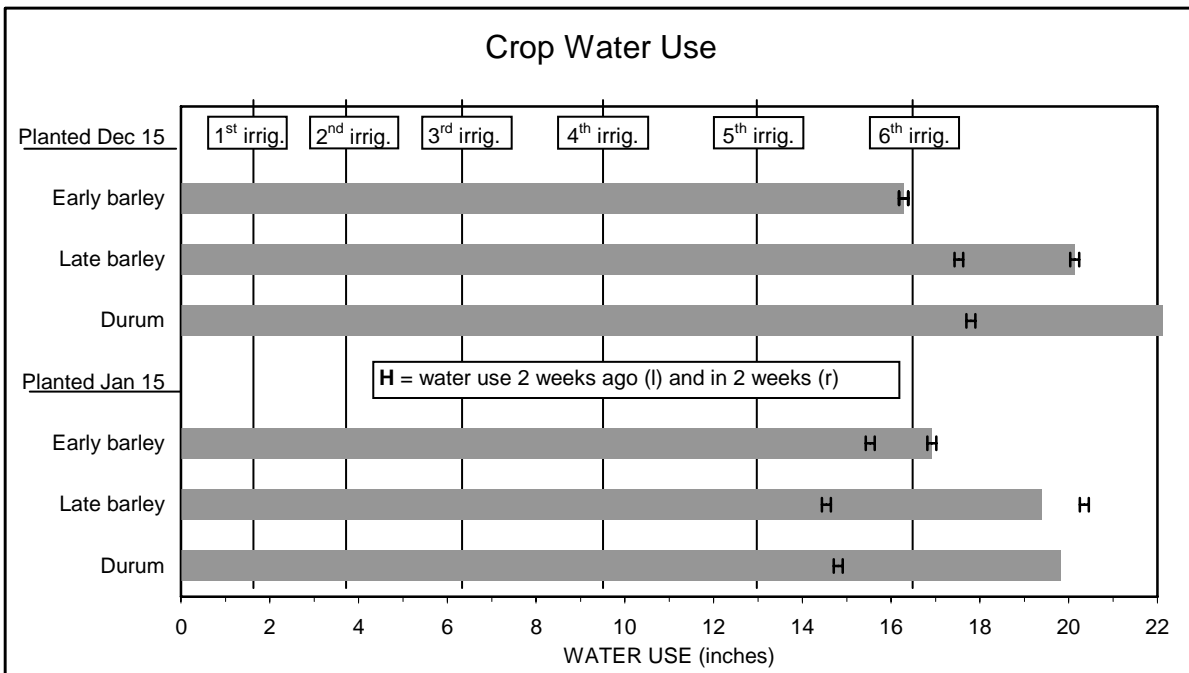 Crop Water Use
Planted Dec 15
1st irrig. 2nd irrig. 3rd irrig. 4th irrig. 5th irrig. 6th irrig.
Early barley
H
Late barley
H H
Durum
H
Planted Jan 15
H = water use 2 weeks ago (l) and in 2 weeks (r)
Early barley
H H
Late barley
H H
Durum
H
0 2 4 6 8 10 12 14 16 18 20 22
WATER USE (inches)